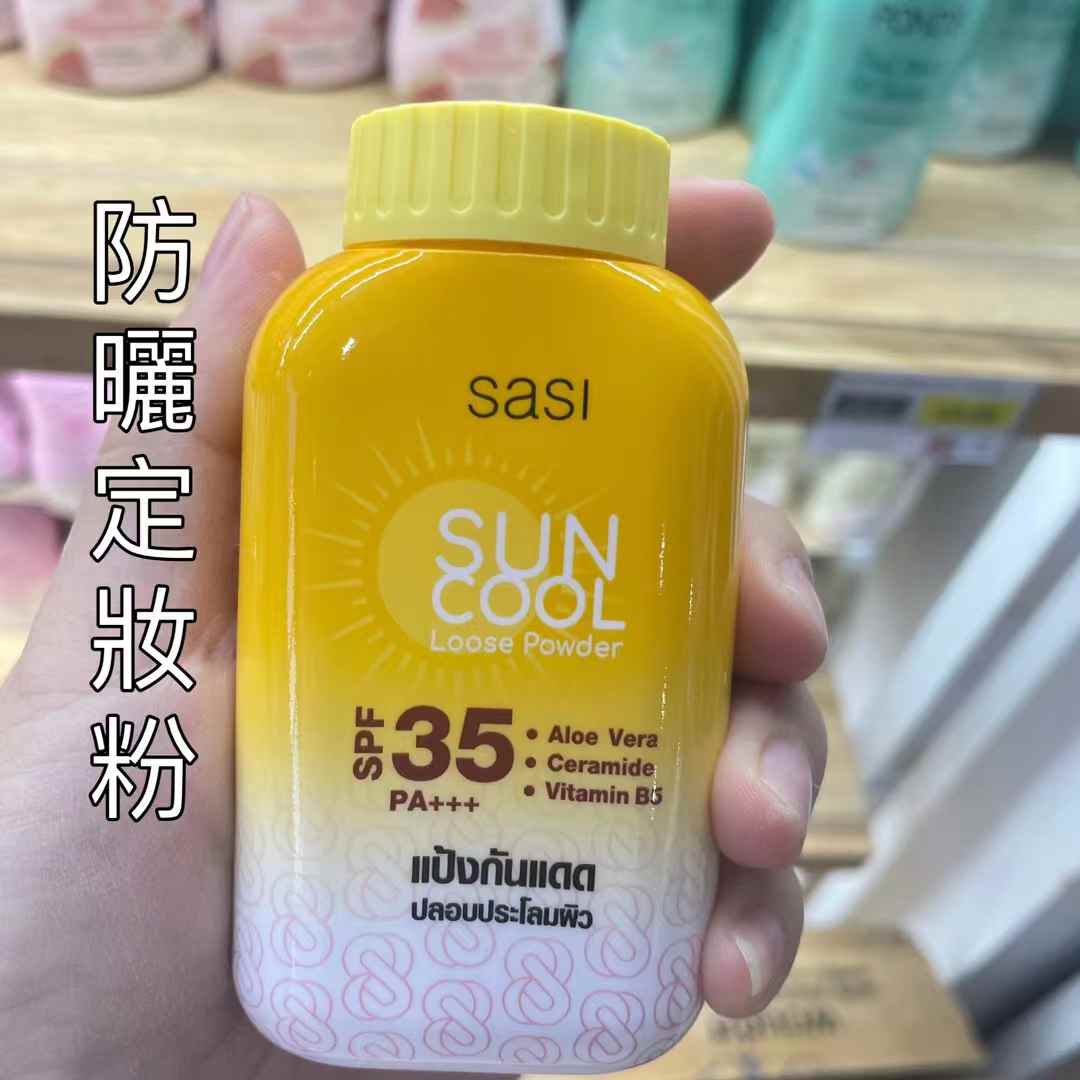 防曬定妝粉
sasi
SUN
COOL
Loose Powder
SPF 35
PA+++
• Aloe Vera
• Ceramide
• Vitamin B5
แป้งกันแดด
ปลอบประโลมผิว